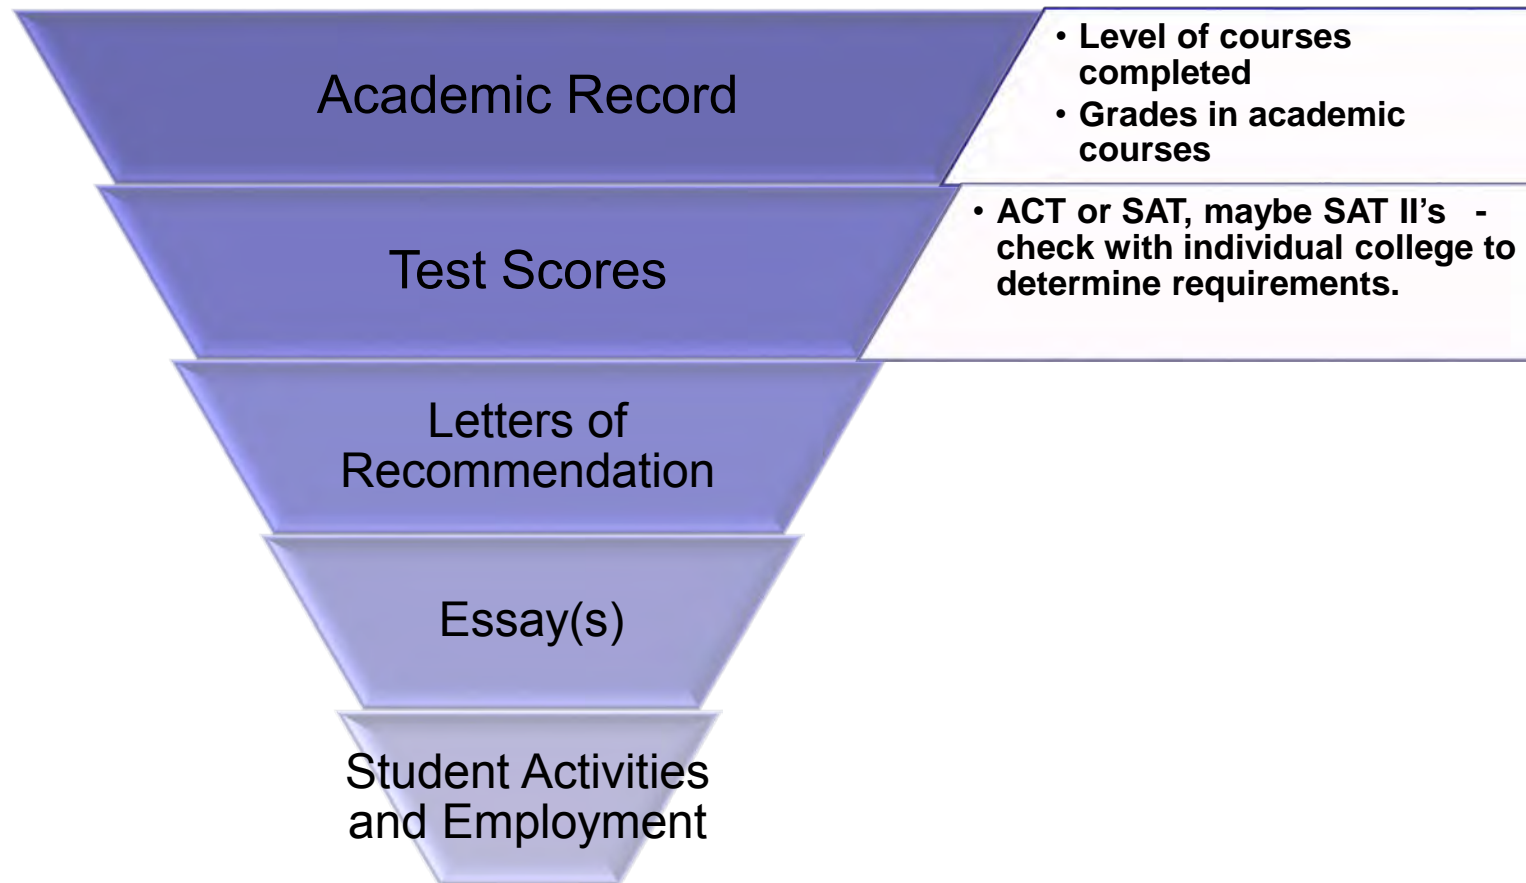 Academic Record
• Level of courses
completed
• Grades in academic
courses
Test Scores
• ACT or SAT, maybe SAT II’s -
check with individual college to
determine requirements.
Letters of
Recommendation
Essay(s)
Student Activities
and Employment